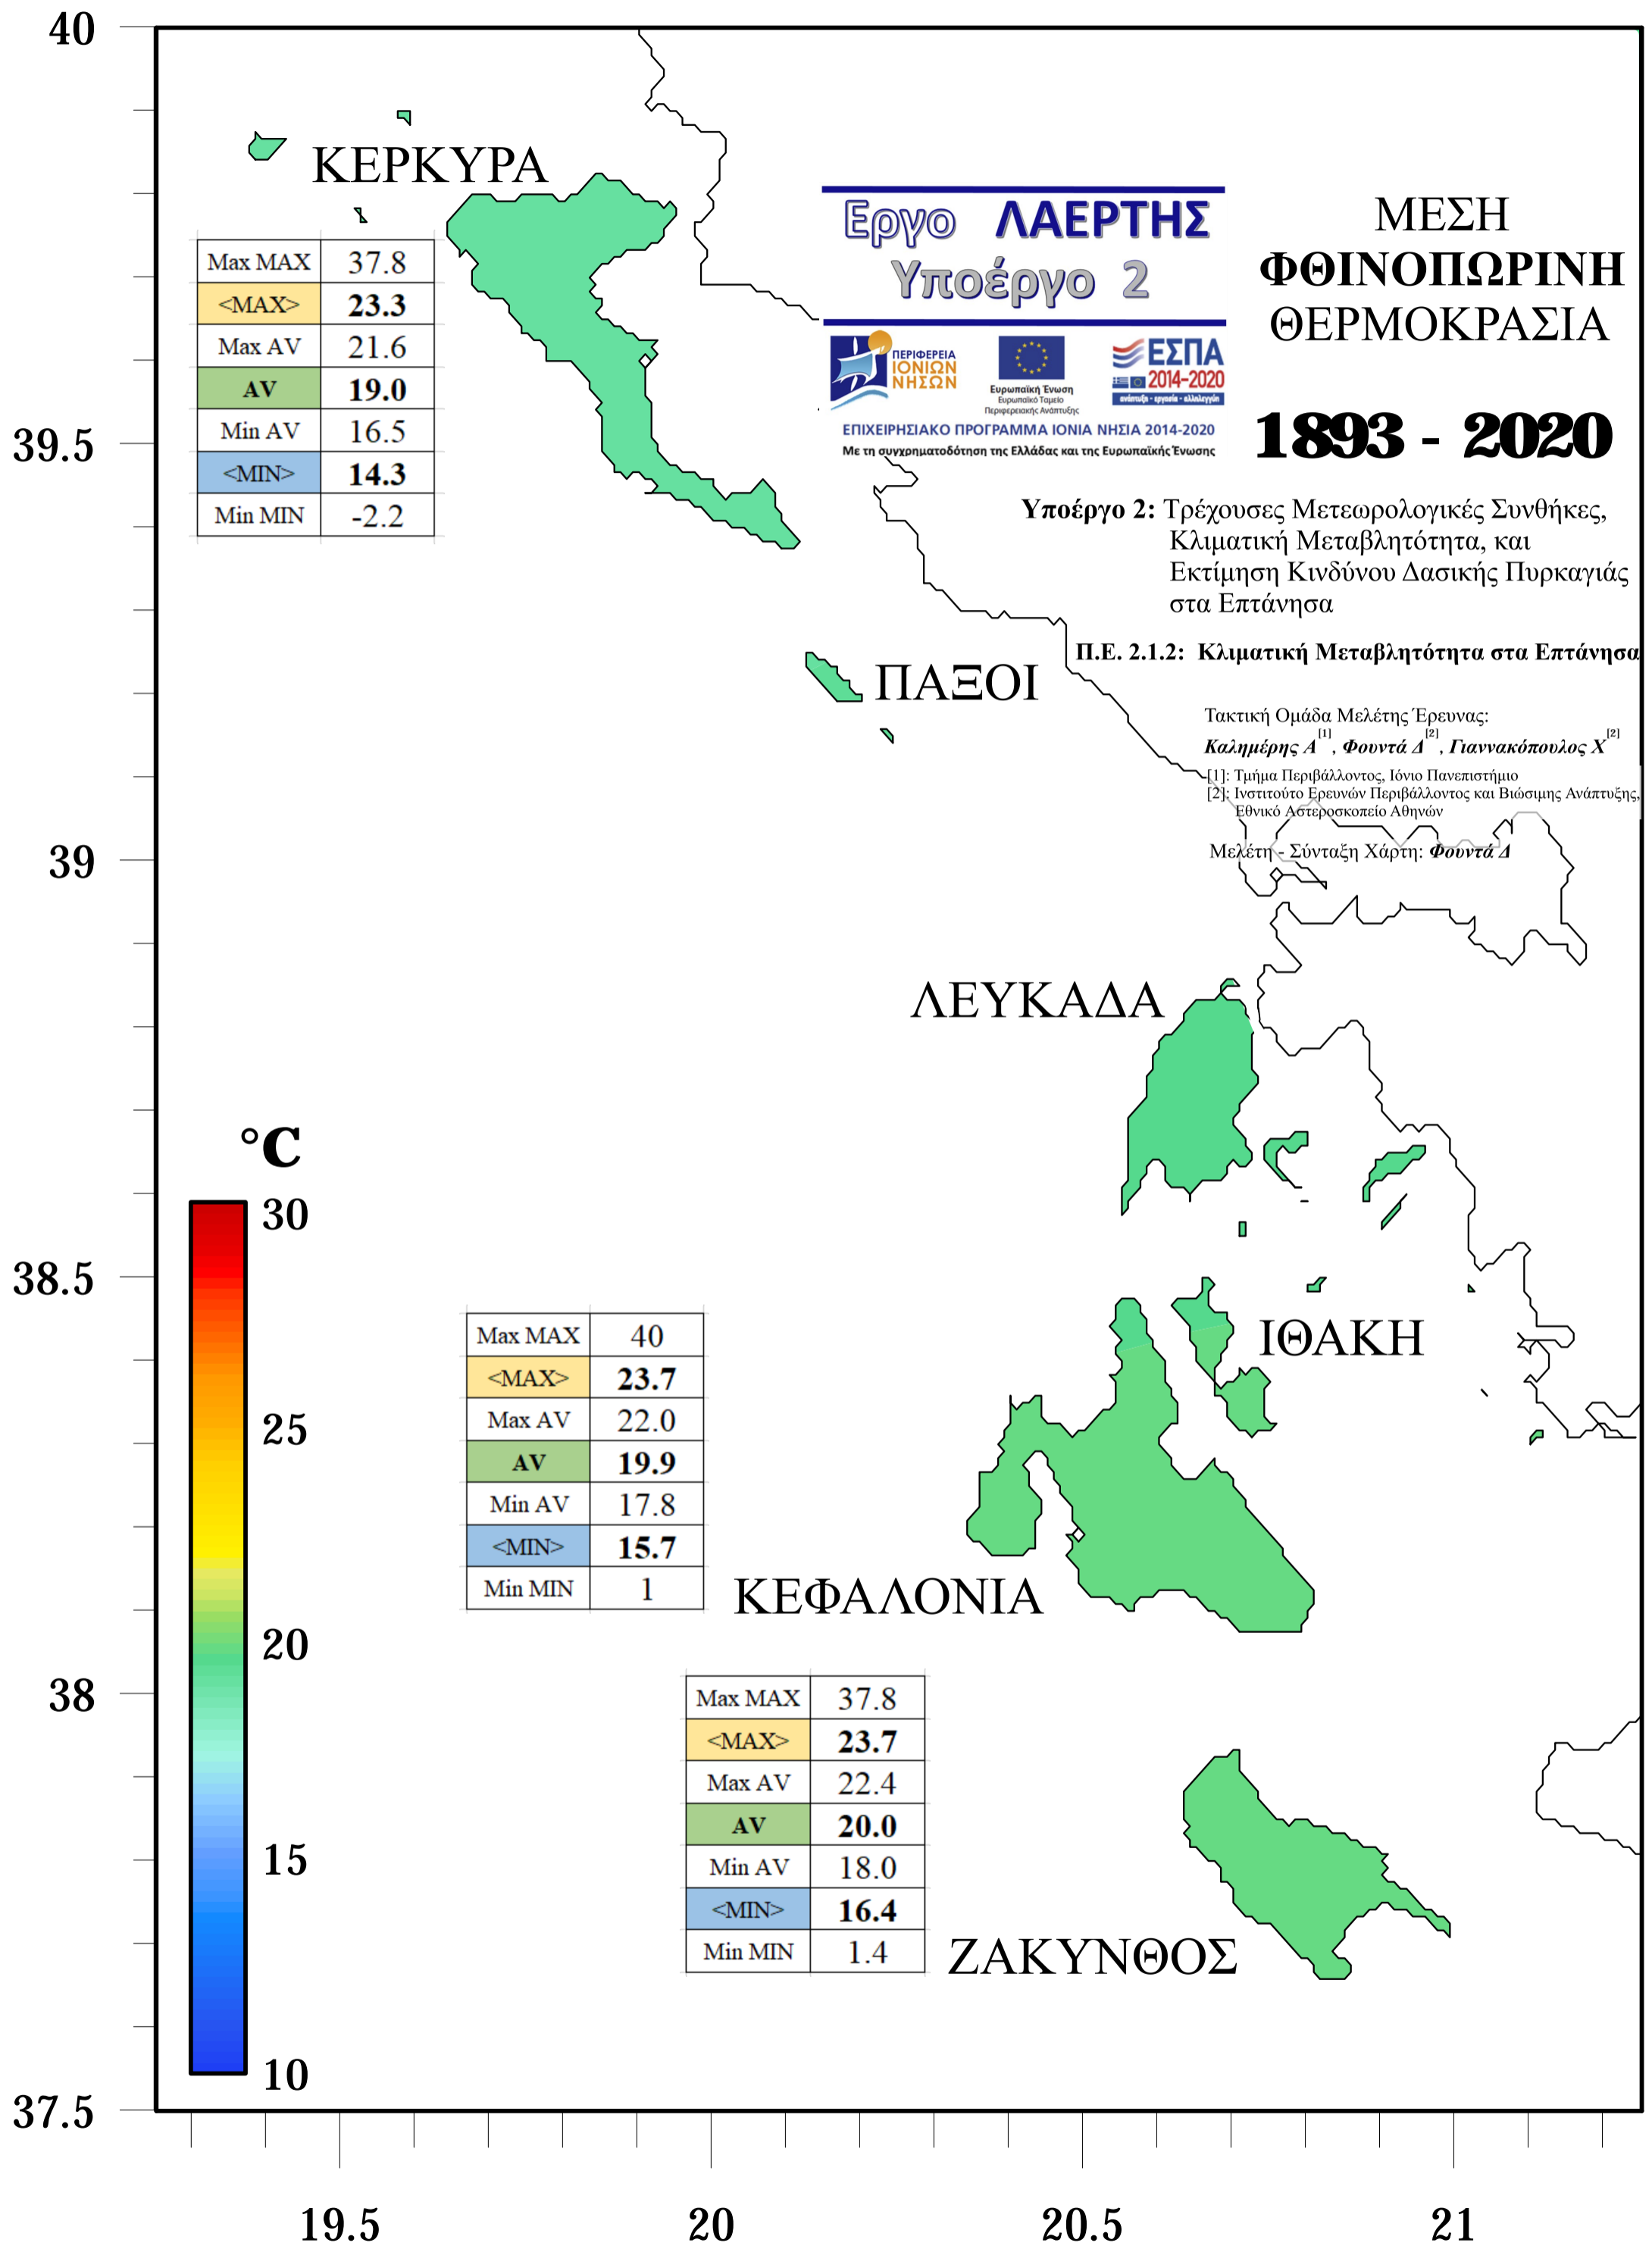 40
39.5
39
38.5
38
37.5
ΚΕΡΚΥΡΑ
Max MAX 37.8
<MAX> 23.3
Max AV 21.6
AV 19.0
Min AV 16.5
<MIN> 14.3
Min MIN -2.2
Εργο ΛΑΕΡΤΗΣ
Υποέργο 2
ΠΕΡΙΦΕΡΕΙΑ
ΙΟΝΙΩΝ
ΝΗΣΩΝ
Ευρωπαϊκή Ένωση
Ευρωπαϊκό Ταμείο
Περιφερειακής Ανάπτυξης
ΕΣΠΑ
2014-2020
ανάπτυξη - εργασία - αλληλεγγύη
ΕΠΙΧΕΙΡΗΣΙΑΚΟ ΠΡΟΓΡΑΜΜΑ ΙΟΝΙΑ ΝΗΣΙΑ 2014-2020
Με τη συγχρηματοδότηση της Ελλάδας και της Ευρωπαϊκής Ένωσης
ΜΕΣΗ
ΦΘΙΝΟΠΩΡΙΝΗ
ΘΕΡΜΟΚΡΑΣΙΑ
1893 - 2020
Υποέργο 2: Τρέχουσες Μετεωρολογικές Συνθήκες,
Κλιματική Μεταβλητότητα, και
Εκτίμηση Κινδύνου Δασικής Πυρκαγιάς
στα Επτάνησα
Π.Ε. 2.1.2: Κλιματική Μεταβλητότητα στα Επτάνησα
Τακτική Ομάδα Μελέτης Έρευνας:
Καλημέρης Α[1], Φουντά Δ[2], Γιαννακόπουλος Χ[2]
[1]: Τμήμα Περιβάλλοντος, Ιόνιο Πανεπιστήμιο
[2]: Ινστιτούτο Ερευνών Περιβάλλοντος και Βιώσιμης Ανάπτυξης,
Εθνικό Αστεροσκοπείο Αθηνών
Μελέτη - Σύνταξη Χάρτη: Φουντά Δ
ΠΑΞΟΙ
ΛΕΥΚΑΔΑ
ΙΘΑΚΗ
°C
30
25
20
15
10
Max MAX 40
<MAX> 23.7
Max AV 22.0
AV 19.9
Min AV 17.8
<MIN> 15.7
Min MIN 1
ΚΕΦΑΛΟΝΙΑ
Max MAX 37.8
<MAX> 23.7
Max AV 22.4
AV 20.0
Min AV 18.0
<MIN> 16.4
Min MIN 1.4
ΖΑΚΥΝΘΟΣ
19.5 20 20.5 21